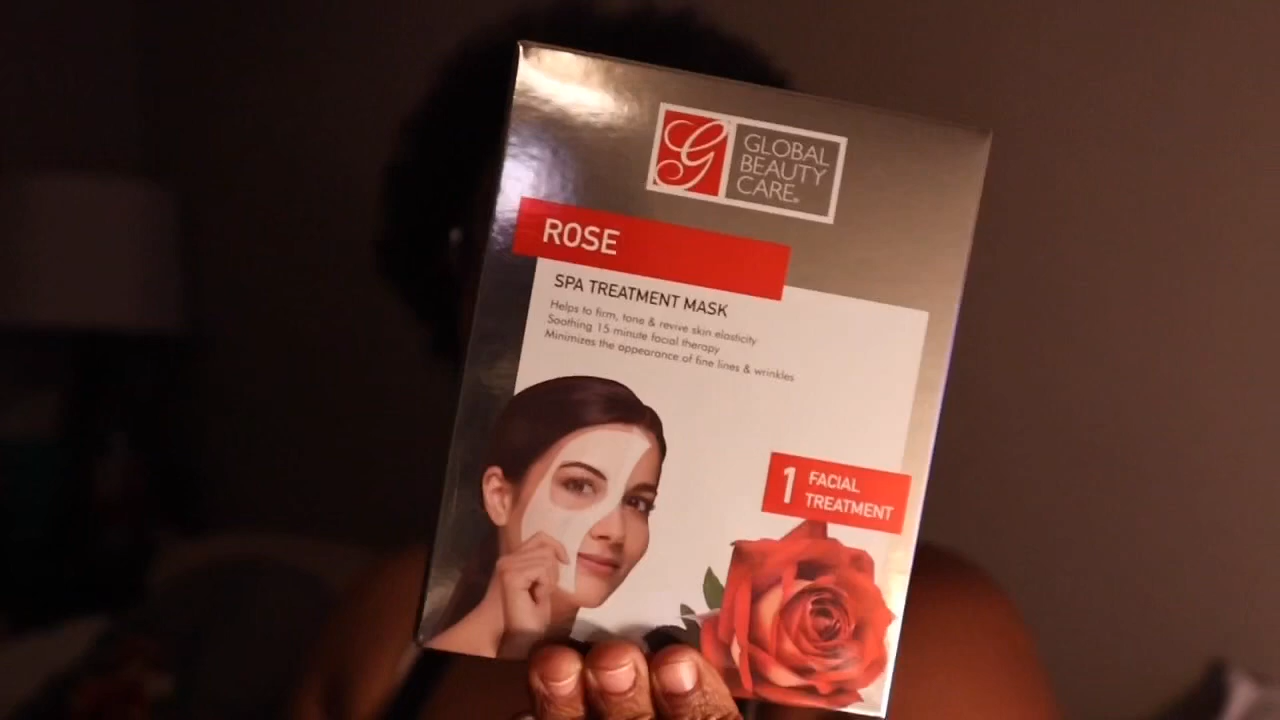 G
GLOBAL
BEAUTY
CARE®
ROSE
SPA TREATMENT MASK
Helps to firm, tone & revive skin elasticity
Soothing 15 minute facial therapy
Minimizes the appearance of fine lines & wrinkles
1 FACIAL
TREATMENT